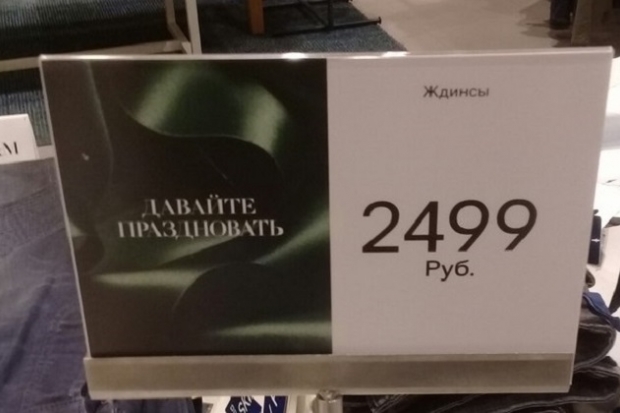 ДАВАЙТЕ
ПРАЗДНОВАТЬ
Ждинсы
2499
Руб.